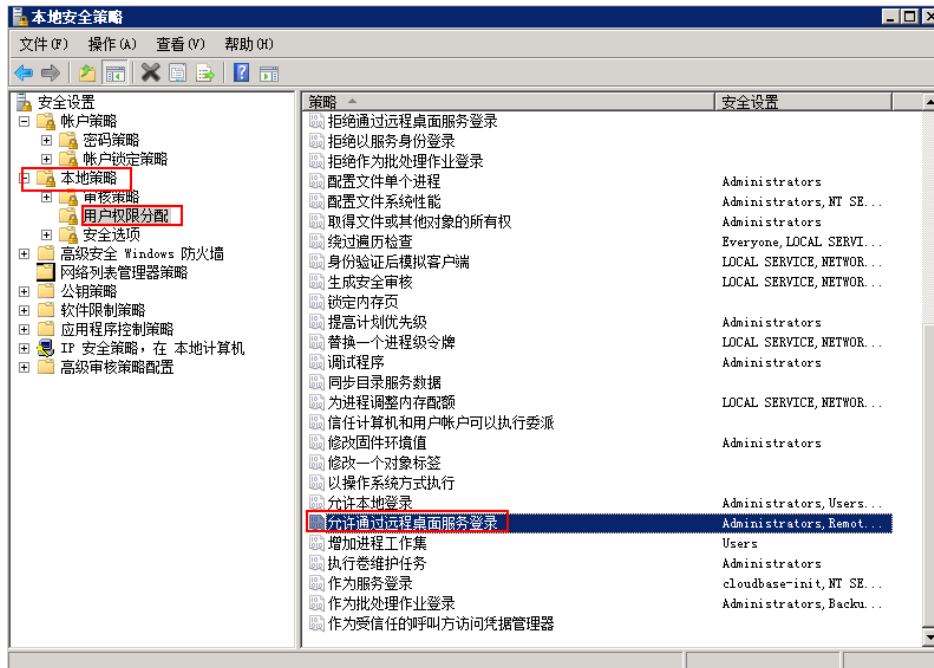 本地安全策略
文件(F) 操作(A) 查看(V) 帮助(H)
安全设置
帐户策略
密码策略
帐户锁定策略
本地策略
审核策略
用户权限分配
安全选项
高级安全 Windows 防火墙
网络列表管理器策略
公钥策略
软件限制策略
应用程序控制策略
IP 安全策略，在 本地计算机
高级审核策略配置
策略 安全设置
拒绝通过远程桌面服务登录
拒绝以服务身份登录
拒绝作为批处理作业登录
配置文件单个进程 Administrators
配置文件系统性能 Administrators, NT SE...
取得文件或其他对象的所有权 Administrators
绕过遍历检查 Everyone, LOCAL SERVI...
身份验证后模拟客户端 LOCAL SERVICE, NETWOR...
生成安全审核 LOCAL SERVICE, NETWOR...
锁定内存页
提高计划优先级 Administrators
替换一个进程级令牌 LOCAL SERVICE, NETWOR...
调试程序 Administrators
同步目录服务数据
为进程调整内存配额 LOCAL SERVICE, NETWOR...
信任计算机和用户帐户可以执行委派
修改固件环境值 Administrators
修改一个对象标签
以操作系统方式执行
允许本地登录 Administrators, Users...
允许通过远程桌面服务登录 Administrators, Remot...
增加进程工作集 Users
执行卷维护任务 Administrators
作为服务登录 cloudbase-init, NT SE...
作为批处理作业登录 Administrators, Backu...
作为受信任的呼叫方访问凭据管理器